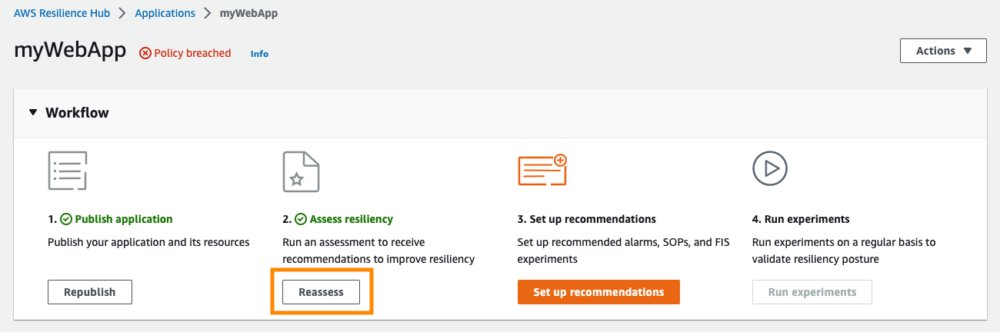 AWS Resilience Hub > Applications > myWebApp
myWebApp Policy breached Info
Actions ▼
▼ Workflow
1. Publish application
Publish your application and its resources
Republish
2. Assess resiliency
Run an assessment to receive
recommendations to improve resiliency
Reassess
3. Set up recommendations
Set up recommended alarms, SOPs, and FIS
experiments
Set up recommendations
4. Run experiments
Run experiments on a regular basis to
validate resiliency posture
Run experiments